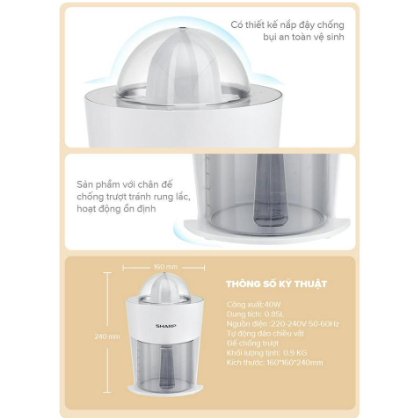 Có thiết kế nắp đậy chống
bụi an toàn vệ sinh
Sản phẩm với chân đế
chống trượt tránh rung lắc,
hoạt động ổn định
160 mm
240 mm
SHARP
THÔNG SỐ KỸ THUẬT
Công xuất:40W
Dung tích: 0.85L
Nguồn điện :220-240V 50-60Hz
Tự động đảo chiều vắt
Đế chống trượt
Khối lượng tịnh: 0.9 KG
Kích thước: 160*160*240mm